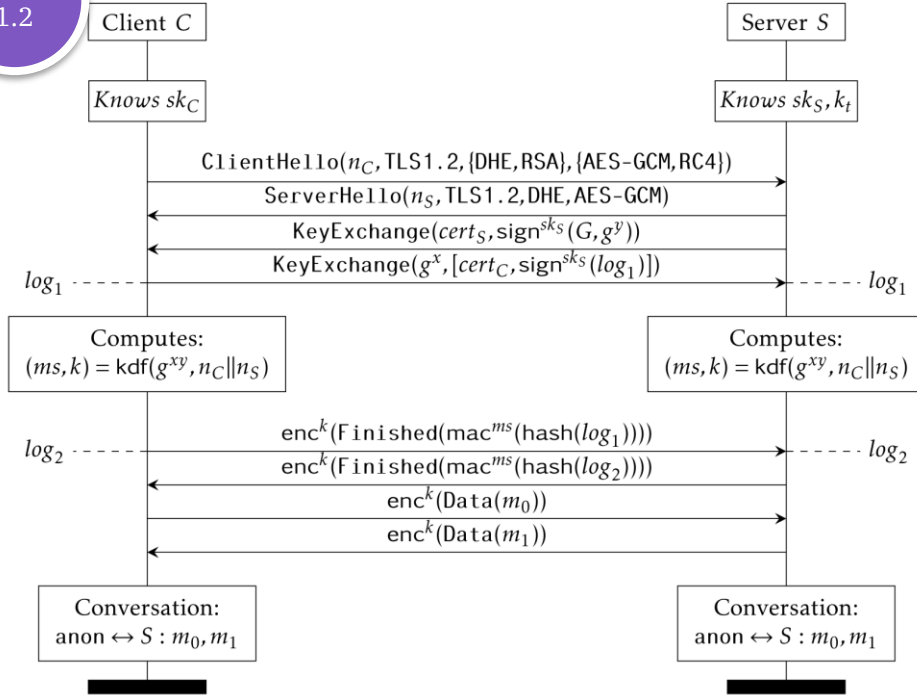 1.2
Client C
Server S
Knows sk_C
Knows sk_S, k_t
ClientHello(n_C, TLS1.2, {DHE,RSA}, {AES-GCM,RC4})
ServerHello(n_S, TLS1.2, DHE, AES-GCM)
KeyExchange(cert_S, sign^{sk_S}(G, g^y))
KeyExchange(g^x, [cert_C, sign^{sk_S}(log_1)])
log_1
log_1
Computes:
(ms, k) = kdf(g^{xy}, n_C||n_S)
Computes:
(ms, k) = kdf(g^{xy}, n_C||n_S)
enc^k(Finished(mac^{ms}(hash(log_1))))
log_2
log_2
enc^k(Finished(mac^{ms}(hash(log_2))))
enc^k(Data(m_0))
enc^k(Data(m_1))
Conversation:
anon ↔ S : m_0, m_1
Conversation:
anon ↔ S : m_0, m_1